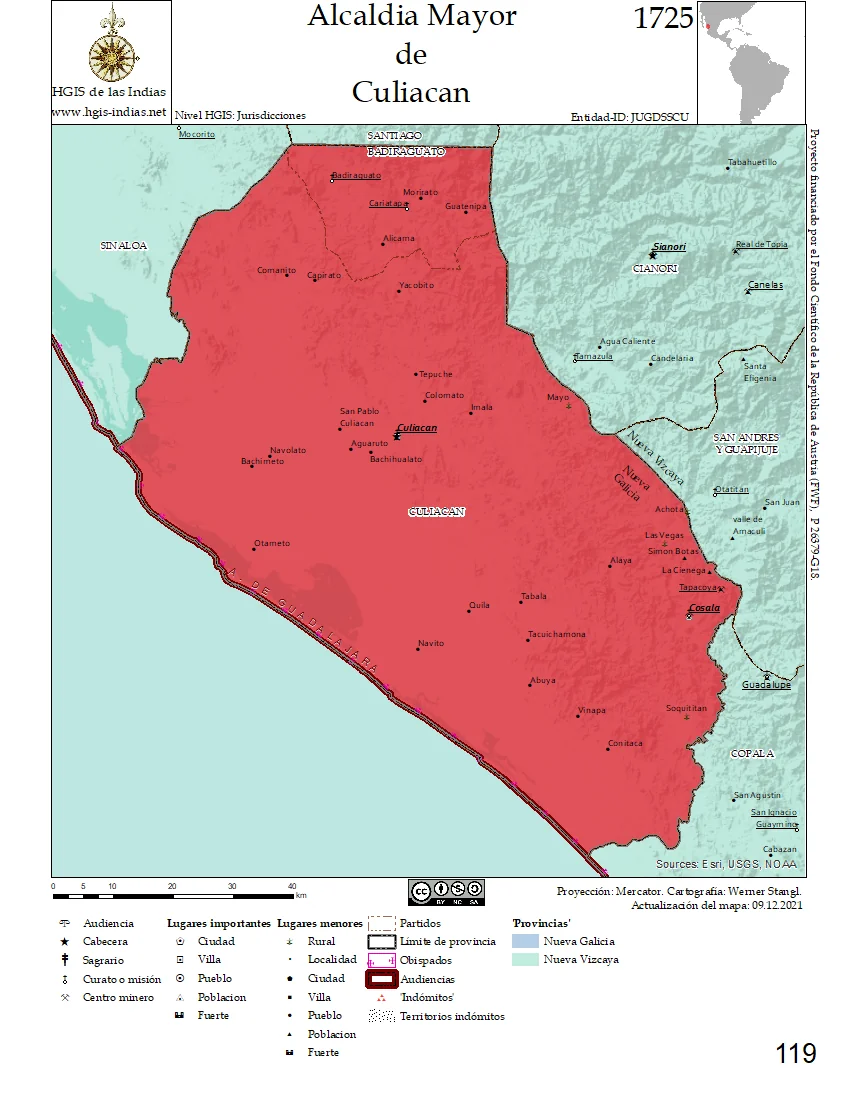 Alcaldia Mayor
de
Culiacan
1725
HGIS de las Indias
www.hgis-indias.net
Nivel HGIS: Jurisdicciones
Entidad-ID: JUGDSSCU
Mocorito
SANTIAGO
BADIRAGUATO
Badiraguato
Morirato
Cariatapa
Guatenipa
Alicama
Tabahuetillo
SINALOA
Sianori
CIANORI
Real de Topia
Canelas
Comanito
Capirato
Yacobito
Agua Caliente
Tamazula
Candelaria
Santa
Efigenia
Tepuche
Colomato
Imala
Mayo
San Pablo
Culiacan
Culiacan
Aguaruto
Bachihualato
Navolato
Bachimeto
SAN ANDRES
Y GUAPIJUJE
Nueva Vizcaya
Nueva
Galicia
Otatitan
San Juan
valle de
Amaculi
CULIACAN
Achota
Las Vegas
Simon Botas
La Cienega
Tapacoya
Cosala
Otameto
Alaya
Tabala
Quila
Tacuichamona
Navito
Abuya
Vinapa
Soquititan
Conitaca
A. DE GUADALAJARA
Guadalupe
COPALA
San Agustin
San Ignacio
Guaymino
Cabazan
Sources: Esri, USGS, NOAA
Proyecto financiado por el Fondo Científico de la República de Austria (FWF), P 26379-G18.
0 5 10 20 30 40
km
CC BY NC SA
Proyección: Mercator. Cartografía: Werner Stangl.
Actualización del mapa: 09.12.2021
Audiencia
Cabecera
Sagrario
Curato o misión
Centro minero
Lugares importantes
Ciudad
Villa
Pueblo
Poblacion
Fuerte
Lugares menores
Rural
Localidad
Ciudad
Villa
Pueblo
Poblacion
Fuerte
Partidos
Límite de provincia
Obispados
Audiencias
'Indómitos'
Territorios indómitos
'Provincias'
Nueva Galicia
Nueva Vizcaya
119